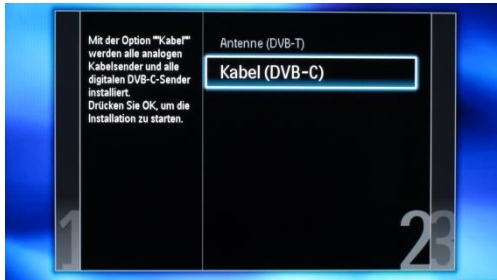 Mit der Option ""Kabel""
werden alle analogen
Kabelsender und alle
digitalen DVB-C-Sender
installiert.
Drücken Sie OK, um die
Installation zu starten.
Antenne (DVB-T)
Kabel (DVB-C)
1
2
3